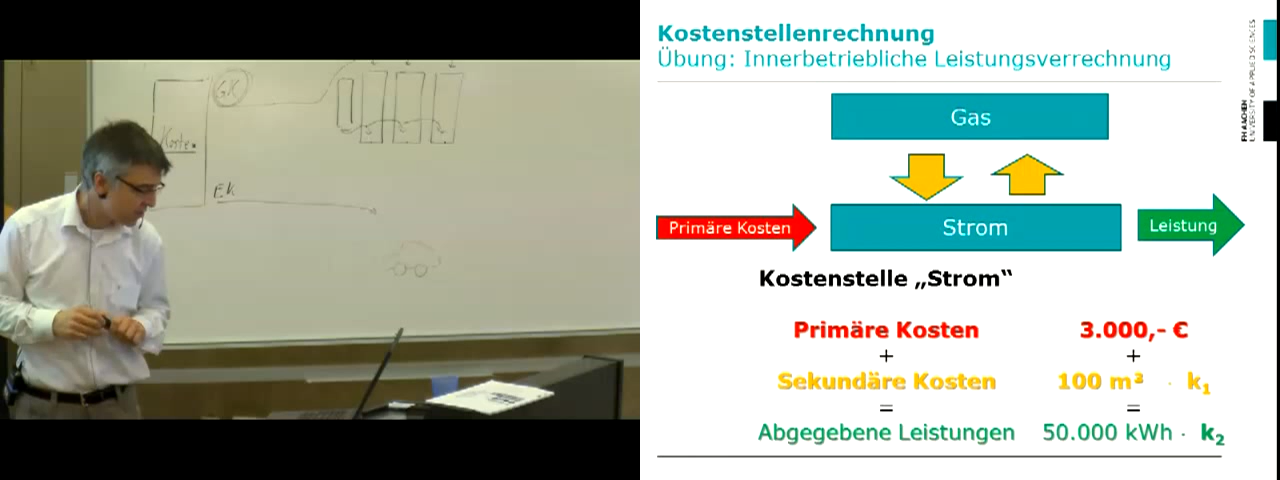 GK
Kosten
EK
Kostenstellenrechnung
Übung: Innerbetriebliche Leistungsverrechnung
FH AACHEN
UNIVERSITY OF APPLIED SCIENCES
Gas
Primäre Kosten
Strom
Leistung
Kostenstelle „Strom“
Primäre Kosten 3.000,- €
+ +
Sekundäre Kosten 100 m³ · k₁
= =
Abgegebene Leistungen 50.000 kWh · k₂